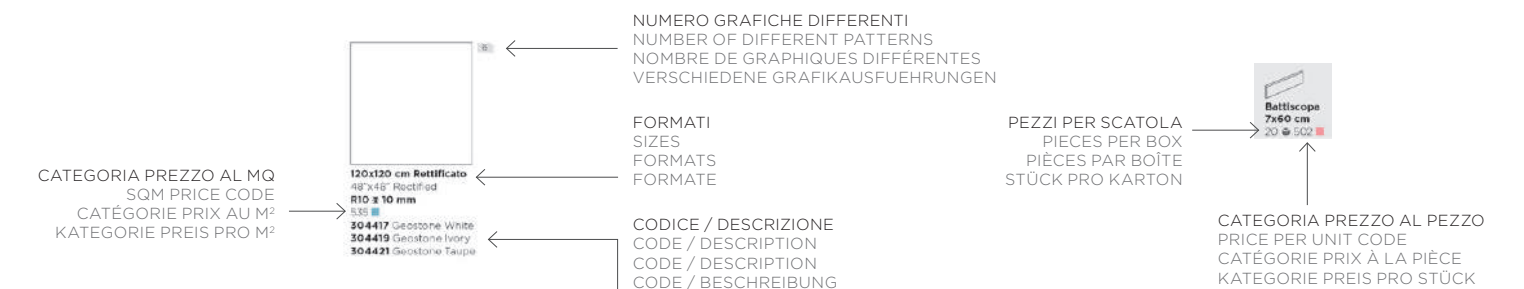 NUMERO GRAFICHE DIFFERENTI
NUMBER OF DIFFERENT PATTERNS
NOMBRE DE GRAPHIQUES DIFFÉRENTES
VERSCHIEDENE GRAFIKAUSFUEHRUNGEN
FORMATI
SIZES
FORMATS
FORMATE
CATEGORIA PREZZO AL MQ
SQM PRICE CODE
CATÉGORIE PRIX AU M²
KATEGORIE PREIS PRO M²
120x120 cm Rettificato
48"x48" Rectified
R10 10 mm
535
304417 Geostone White
304419 Geostone Ivory
304421 Geostone Taupe
CODICE / DESCRIZIONE
CODE / DESCRIPTION
CODE / DESCRIPTION
CODE / BESCHREIBUNG
PEZZI PER SCATOLA
PIECES PER BOX
PIÈCES PAR BOÎTE
STÜCK PRO KARTON
Battiscopa
7x60 cm
20 502
CATEGORIA PREZZO AL PEZZO
PRICE PER UNIT CODE
CATÉGORIE PRIX À LA PIÈCE
KATEGORIE PREIS PRO STÜCK